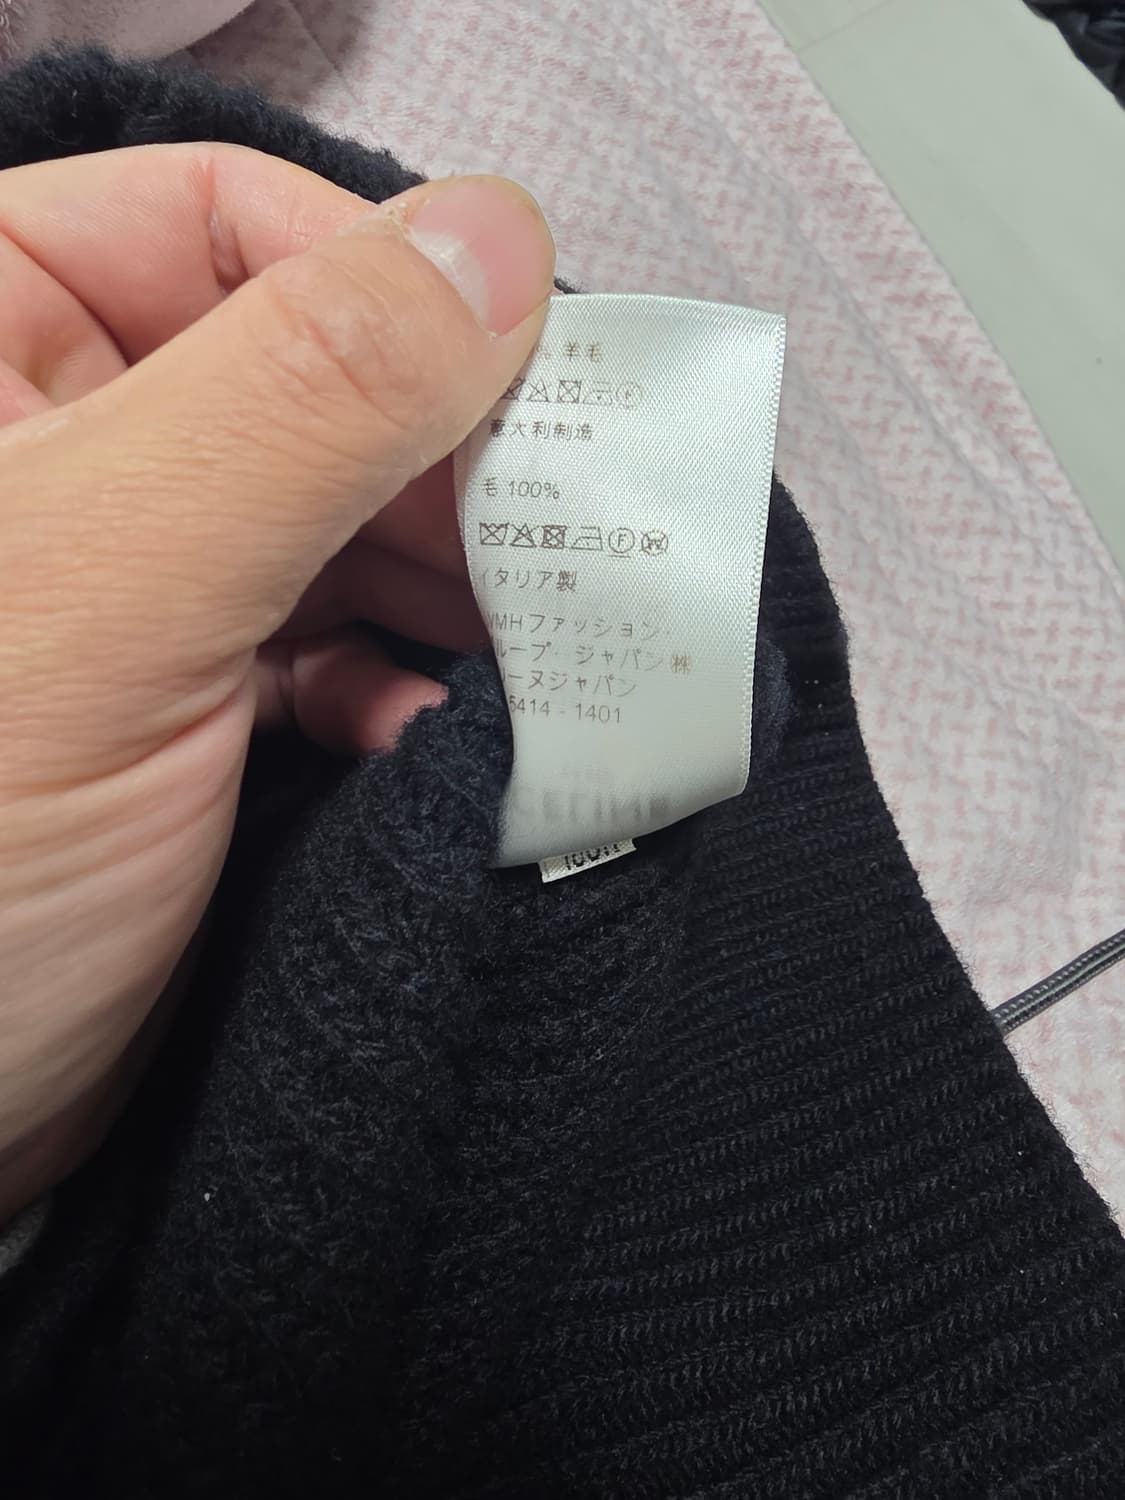 羊毛
意大利制造
毛 100%
F W
タリア製
VMHファッション・
ループ・ジャパン㈱
ーヌジャパン
5414 - 1401